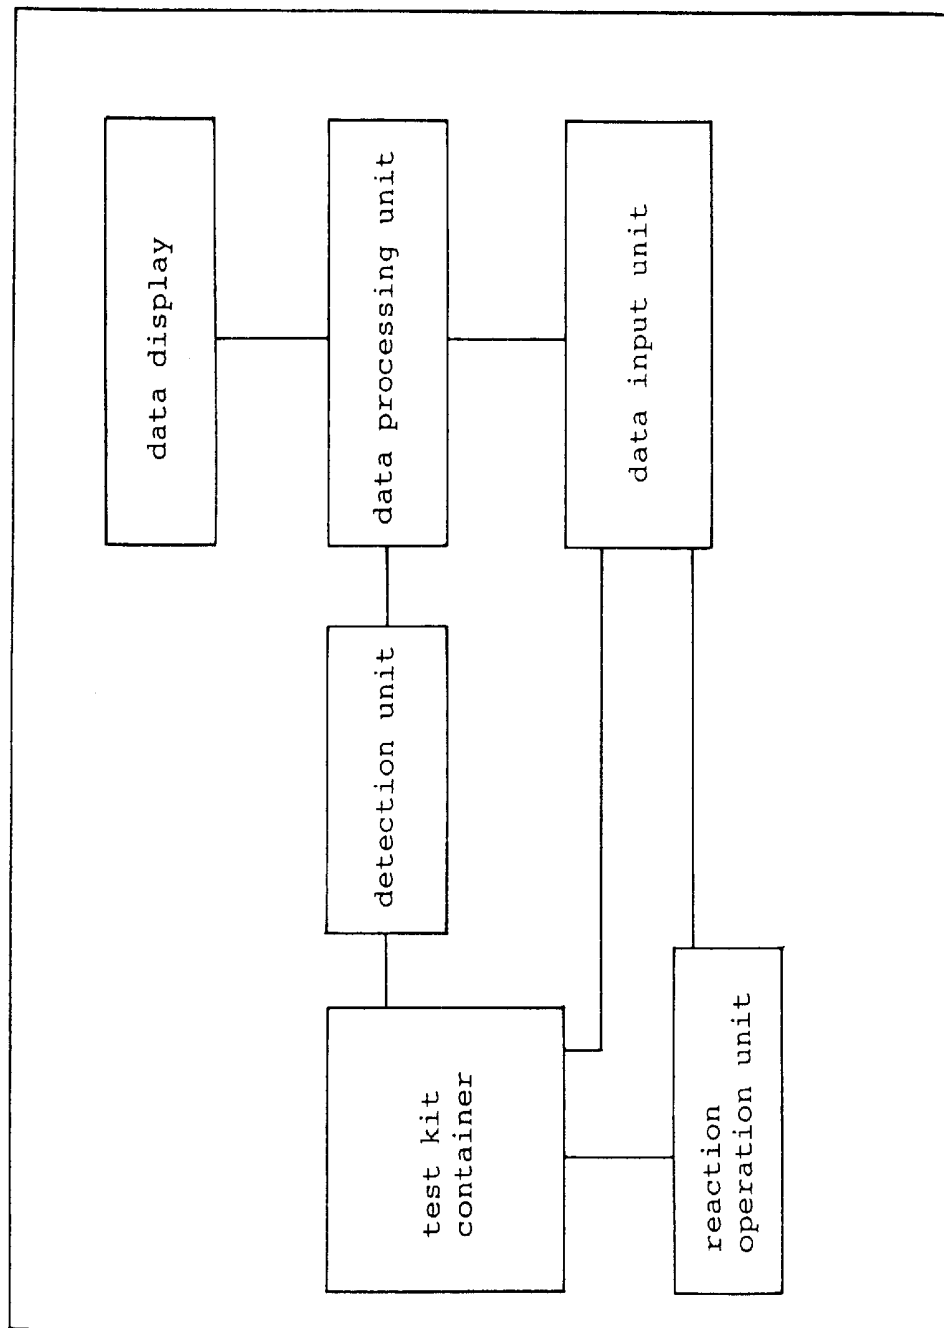 data display
test kit
container
detection unit
data processing unit
reaction
operation unit
data input unit